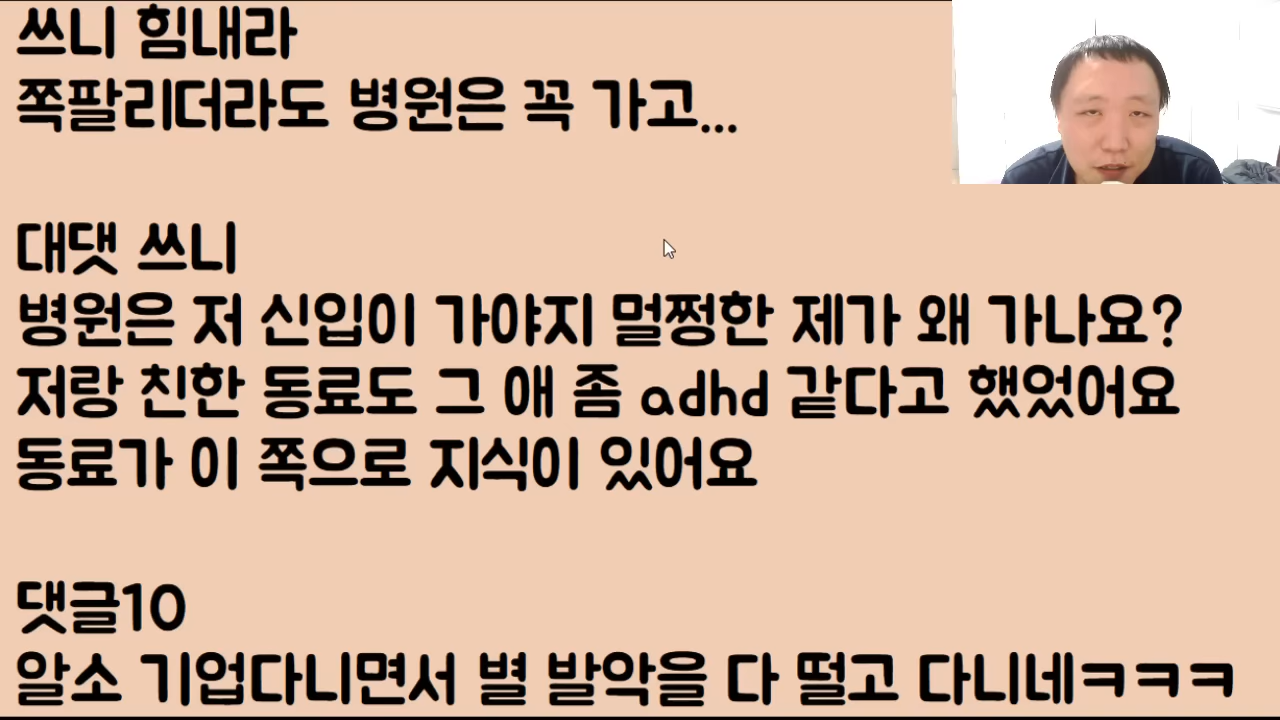 쓰니 힘내라
쪽팔리더라도 병원은 꼭 가고...
대댓 쓰니
병원은 저 신입이 가야지 멀쩡한 제가 왜 가나요?
저랑 친한 동료도 그 애 좀 adhd 같다고 했었어요
동료가 이 쪽으로 지식이 있어요
댓글10
알소 기업다니면서 별 발악을 다 떨고 다니네ㅋㅋㅋ